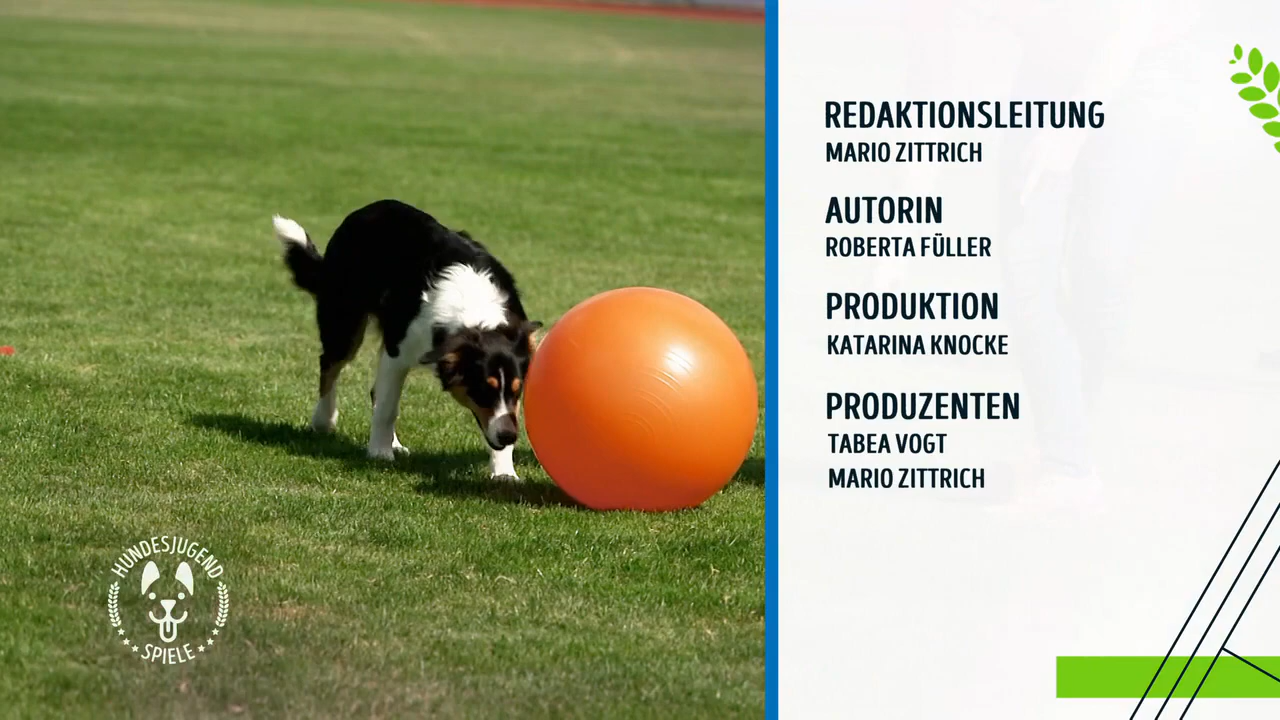 REDAKTIONSLEITUNG
MARIO ZITTRICH
AUTORIN
ROBERTA FÜLLER
PRODUKTION
KATARINA KNOCKE
PRODUZENTEN
TABEA VOGT
MARIO ZITTRICH
HUNDESJUGEND
SPIELE